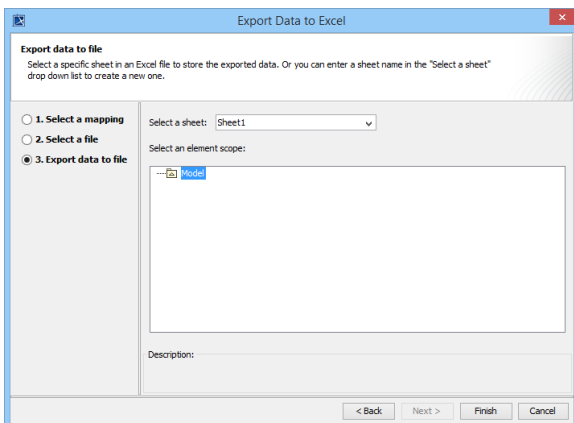 Export Data to Excel
Export data to file
Select a specific sheet in an Excel file to store the exported data. Or you can enter a sheet name in the "Select a sheet"
drop down list to create a new one.
1. Select a mapping
2. Select a file
3. Export data to file
Select a sheet: Sheet1
Select an element scope:
Model
Description:
< Back Next > Finish Cancel